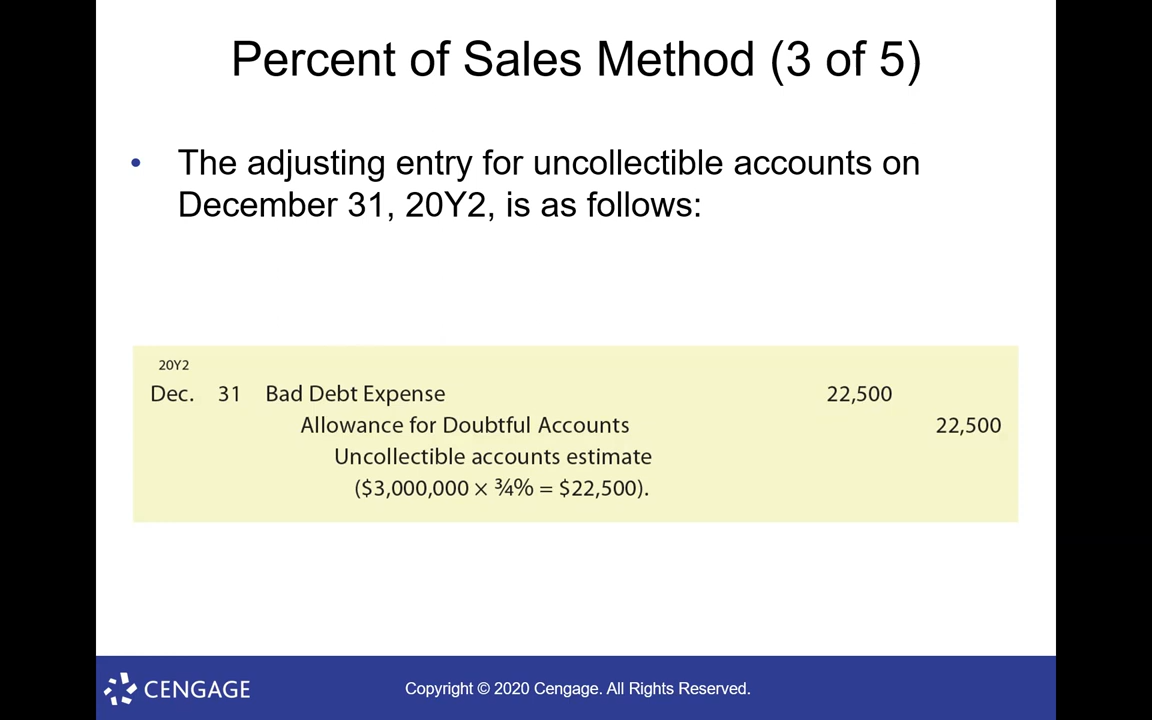 Percent of Sales Method (3 of 5)
• The adjusting entry for uncollectible accounts on
December 31, 20Y2, is as follows:
20Y2
Dec. 31 Bad Debt Expense 22,500
Allowance for Doubtful Accounts 22,500
Uncollectible accounts estimate
($3,000,000 × ¾% = $22,500).
CENGAGE Copyright © 2020 Cengage. All Rights Reserved.